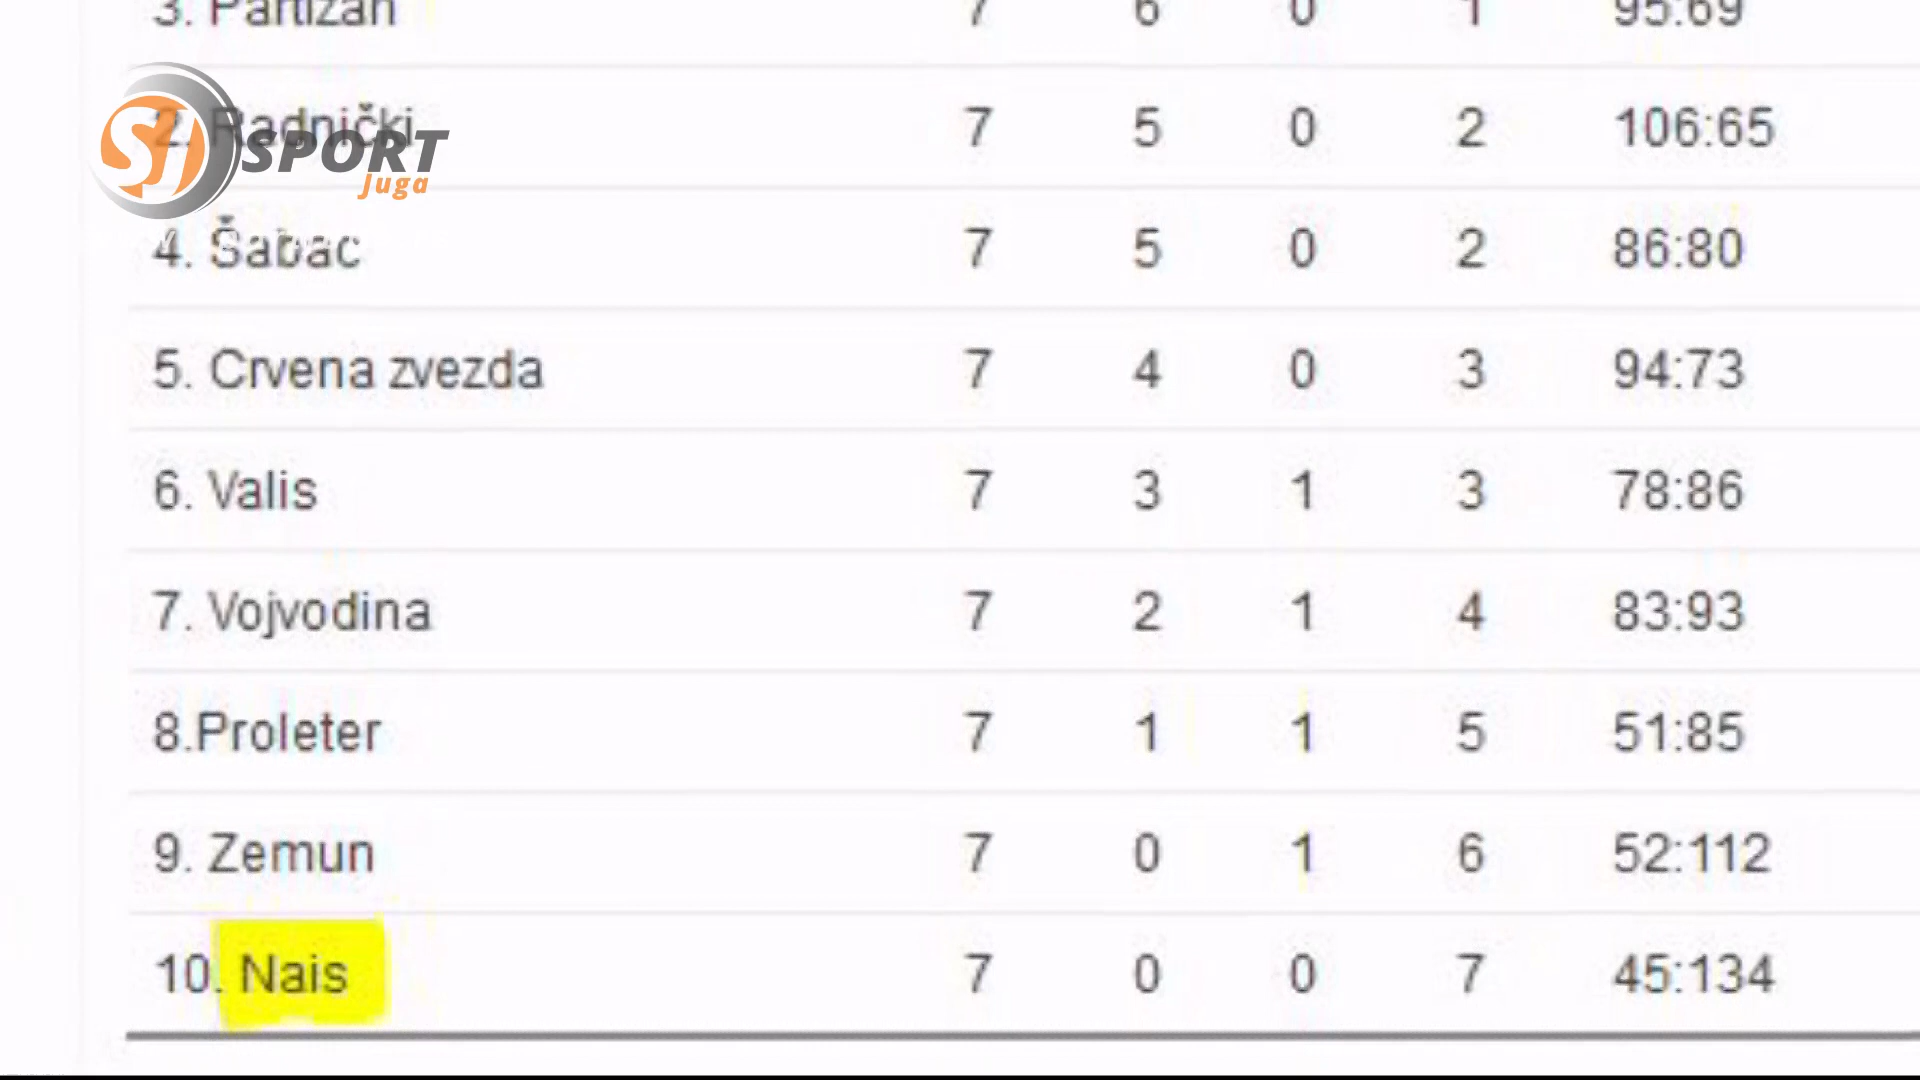 3. Partizan 7 6 0 1 95:69
2. Radnički 7 5 0 2 106:65
SJ SPORT
Juga
4. Šabac 7 5 0 2 86:80
5. Crvena zvezda 7 4 0 3 94:73
6. Valis 7 3 1 3 78:86
7. Vojvodina 7 2 1 4 83:93
8.Proleter 7 1 1 5 51:85
9. Zemun 7 0 1 6 52:112
10. Nais 7 0 0 7 45:134